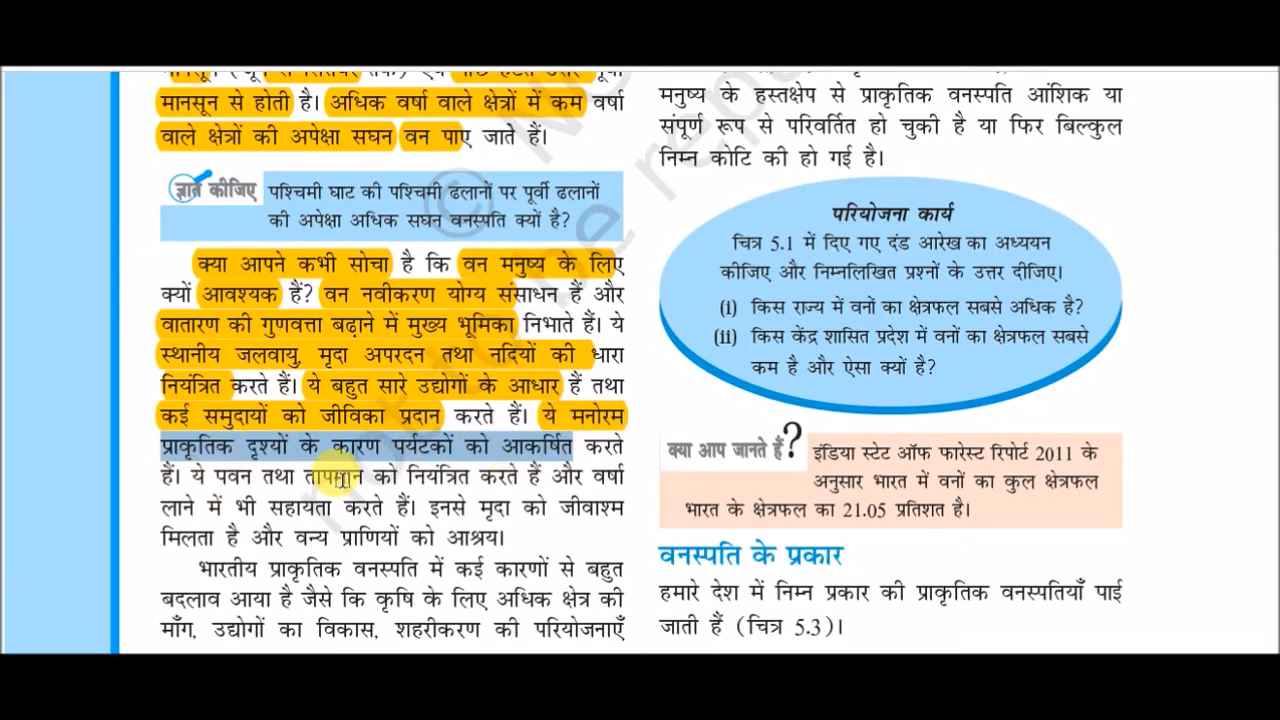 मानसून से होती है। अधिक वर्षा वाले क्षेत्रों में कम वर्षा
वाले क्षेत्रों की अपेक्षा सघन वन पाए जाते हैं।
ज्ञात कीजिए पश्चिमी घाट की पश्चिमी ढलानों पर पूर्वी ढलानों
की अपेक्षा अधिक सघन वनस्पति क्यों है?
क्या आपने कभी सोचा है कि वन मनुष्य के लिए
क्यों आवश्यक हैं? वन नवीकरण योग्य संसाधन हैं और
वातारण की गुणवत्ता बढ़ाने में मुख्य भूमिका निभाते हैं। ये
स्थानीय जलवायु, मृदा अपरदन तथा नदियों की धारा
नियंत्रित करते हैं। ये बहुत सारे उद्योगों के आधार हैं तथा
कई समुदायों को जीविका प्रदान करते हैं। ये मनोरम
प्राकृतिक दृश्यों के कारण पर्यटकों को आकर्षित करते
हैं। ये पवन तथा तापमान को नियंत्रित करते हैं और वर्षा
लाने में भी सहायता करते हैं। इनसे मृदा को जीवाश्म
मिलता है और वन्य प्राणियों को आश्रय।
भारतीय प्राकृतिक वनस्पति में कई कारणों से बहुत
बदलाव आया है जैसे कि कृषि के लिए अधिक क्षेत्र की
माँग, उद्योगों का विकास, शहरीकरण की परियोजनाएँ
मनुष्य के हस्तक्षेप से प्राकृतिक वनस्पति आंशिक या
संपूर्ण रूप से परिवर्तित हो चुकी है या फिर बिल्कुल
निम्न कोटि की हो गई है।
परियोजना कार्य
चित्र 5.1 में दिए गए दंड आरेख का अध्ययन
कीजिए और निम्नलिखित प्रश्नों के उत्तर दीजिए।
(i) किस राज्य में वनों का क्षेत्रफल सबसे अधिक है?
(ii) किस केंद्र शासित प्रदेश में वनों का क्षेत्रफल सबसे
कम है और ऐसा क्यों है?
क्या आप जानते हैं? इंडिया स्टेट ऑफ फारेस्ट रिपोर्ट 2011 के
अनुसार भारत में वनों का कुल क्षेत्रफल
भारत के क्षेत्रफल का 21.05 प्रतिशत है।
वनस्पति के प्रकार
हमारे देश में निम्न प्रकार की प्राकृतिक वनस्पतियाँ पाई
जाती हैं (चित्र 5.3)।